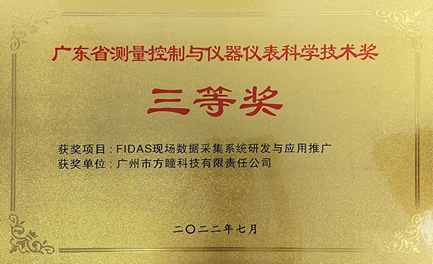 广东省测量控制与仪器仪表科学技术奖
三等奖
获奖项目：FIDAS现场数据采集系统研发与应用推广
获奖单位：广州市方瞳科技有限责任公司
二〇二二年七月